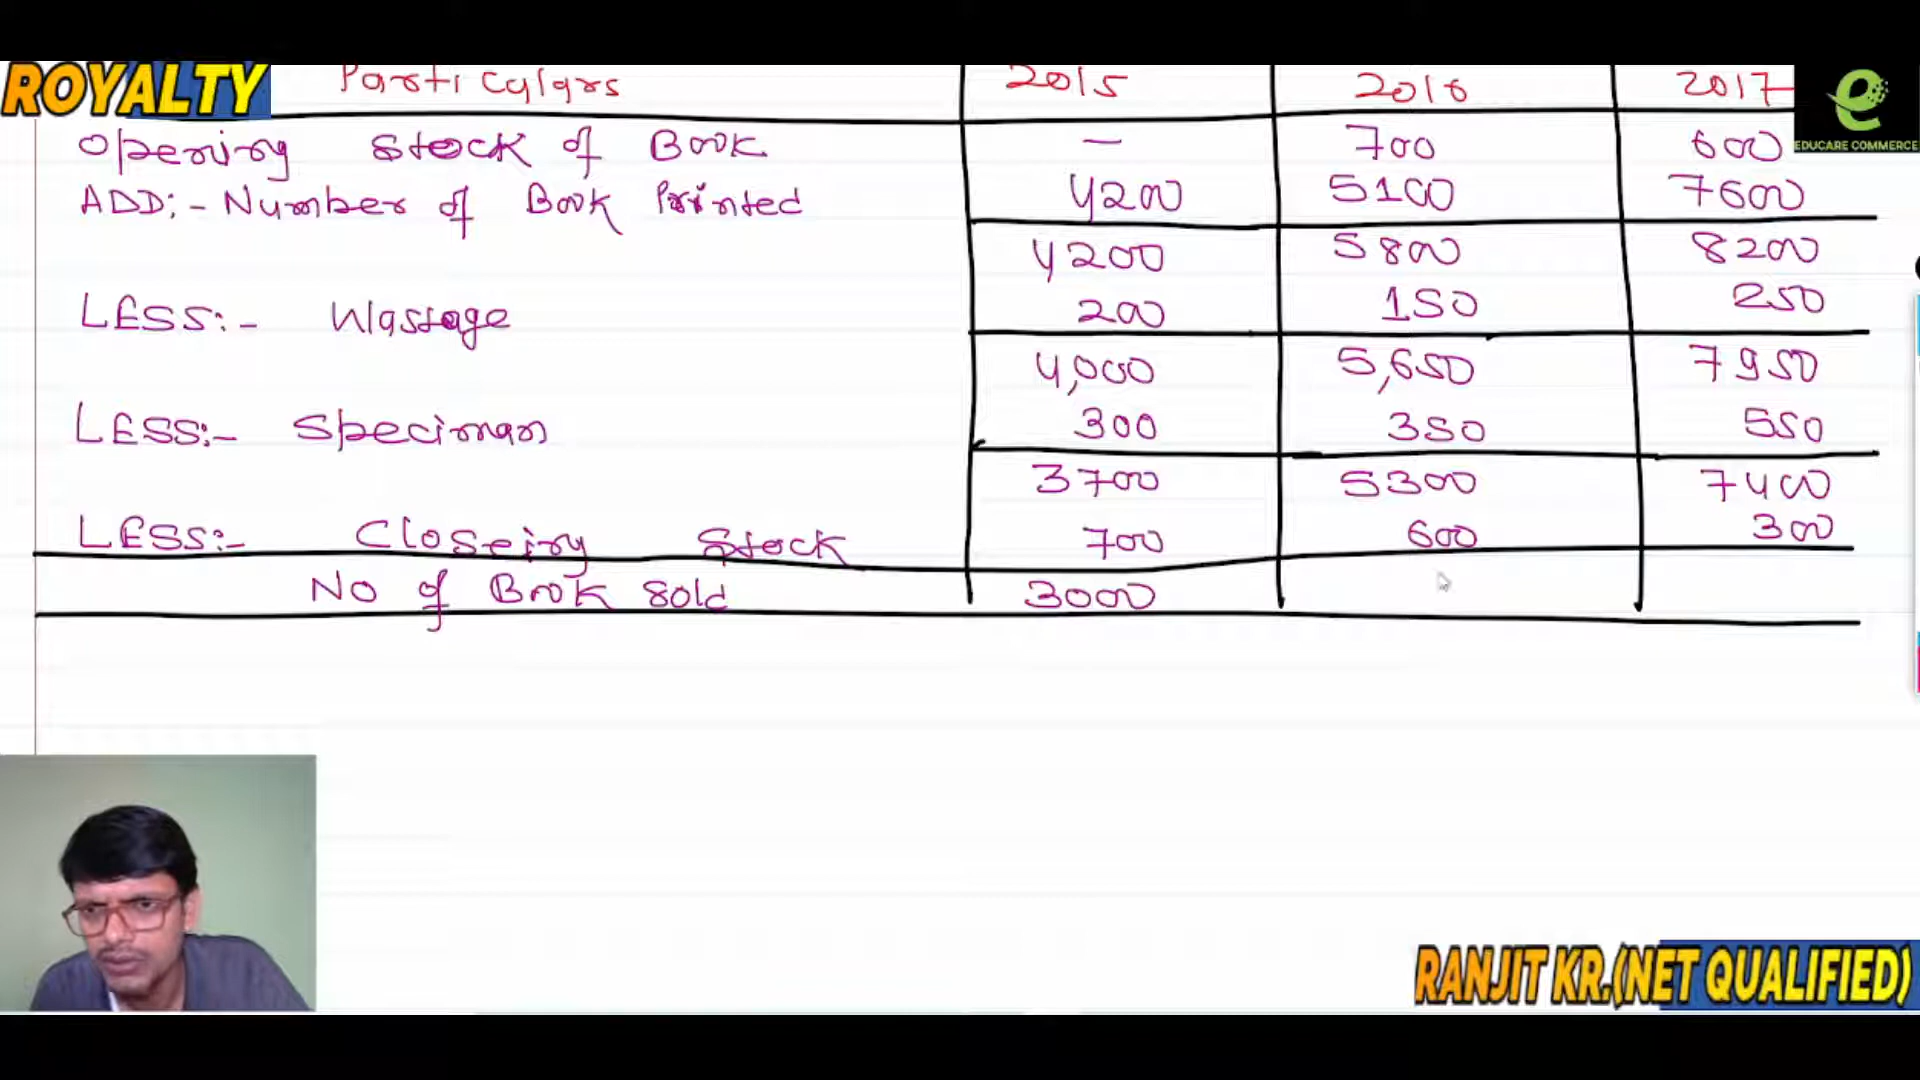 ROYALTY Particulars 2015 2016 2017
EDUCARE COMMERCE
Opening Stock of Book — 700 600
ADD:- Number of Book Printed 4200 5100 7600
4200 5800 8200
LESS:- Wastage 200 150 250
4,000 5,650 7950
LESS:- Speciman 300 350 550
3700 5300 7400
LESS:- Closeing Stock 700 600 300
No of Book Sold 3000
RANJIT KR.(NET QUALIFIED)